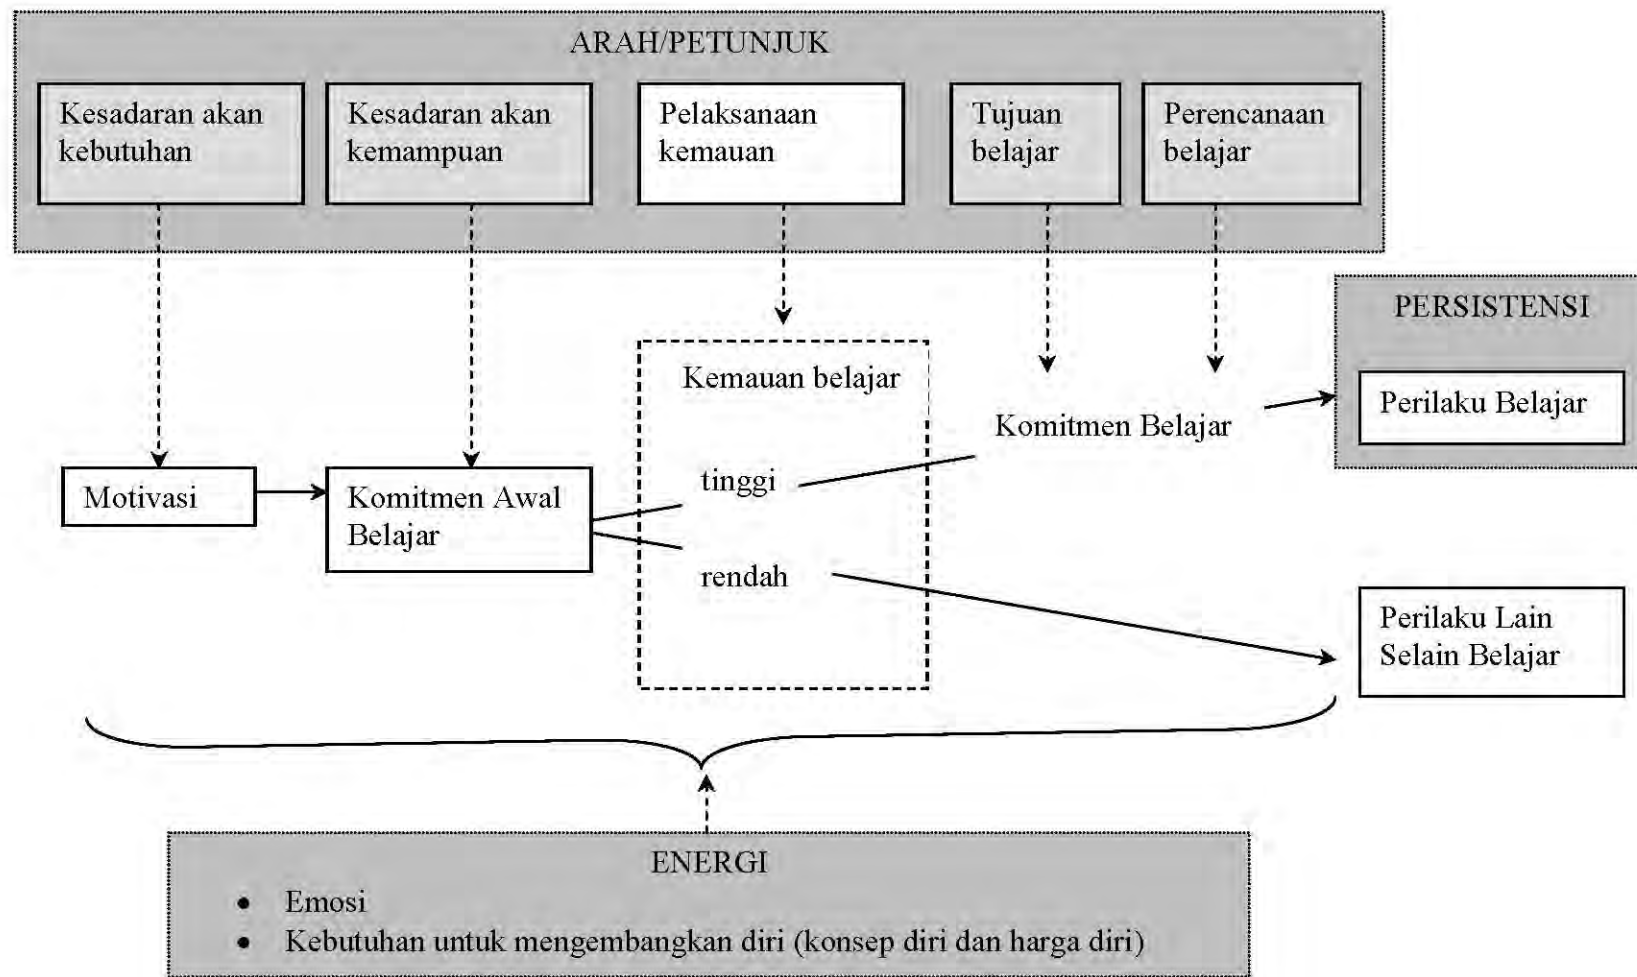 ARAH/PETUNJUK
Kesadaran akan
kebutuhan
Kesadaran akan
kemampuan
Pelaksanaan
kemauan
Tujuan
belajar
Perencanaan
belajar
PERSISTENSI
Perilaku Belajar
Kemauan belajar
Komitmen Belajar
tinggi
Motivasi
Komitmen Awal
Belajar
rendah
Perilaku Lain
Selain Belajar
ENERGI
• Emosi
• Kebutuhan untuk mengembangkan diri (konsep diri dan harga diri)